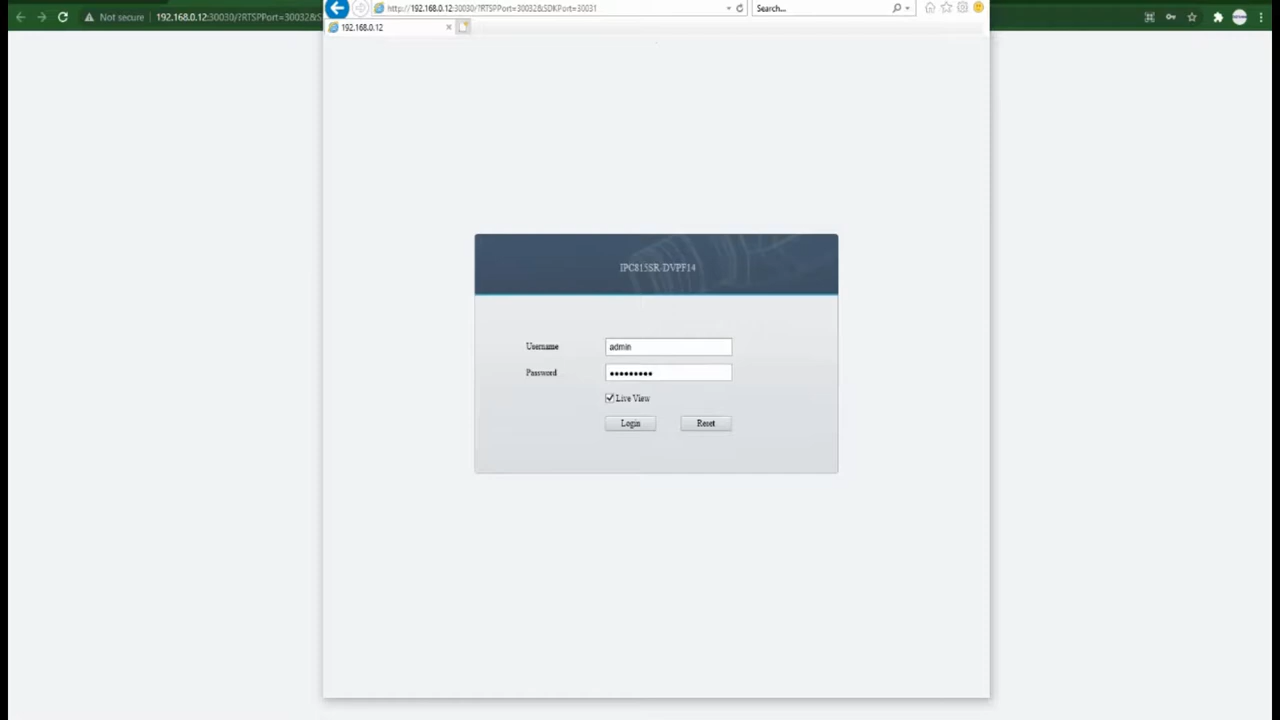 Not secure 192.168.0.12:30030/?RTSPPort=30032&S
http://192.168.0.12:30030/?RTSPPort=30032&SDKPort=30031
Search...
192.168.0.12
IPC815SR-DVPF14
Username admin
Password
Live View
Login Reset